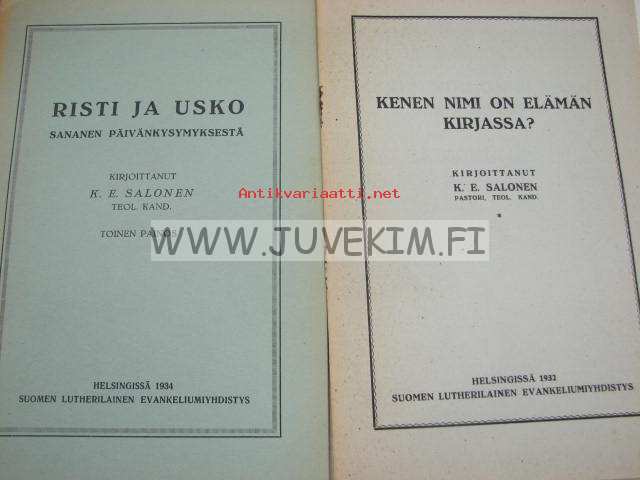 RISTI JA USKO
SANANEN PÄIVÄNKYSYMYKSESTÄ
KIRJOITTANUT
K. E. SALONEN
TEOL. KAND.
TOINEN PAINOS
HELSINGISSÄ 1934
SUOMEN LUTHERILAINEN EVANKELIUMIYHDISTYS
KENEN NIMI ON ELÄMÄN
KIRJASSA?
KIRJOITTANUT
K. E. SALONEN
PASTORI, TEOL. KAND.
*
HELSINGISSÄ
SUOMEN LUTHERILAINEN EVANKELIUMIYHDISTYS
Antikvariaatti.net
WWW.JUVEKIM.FI